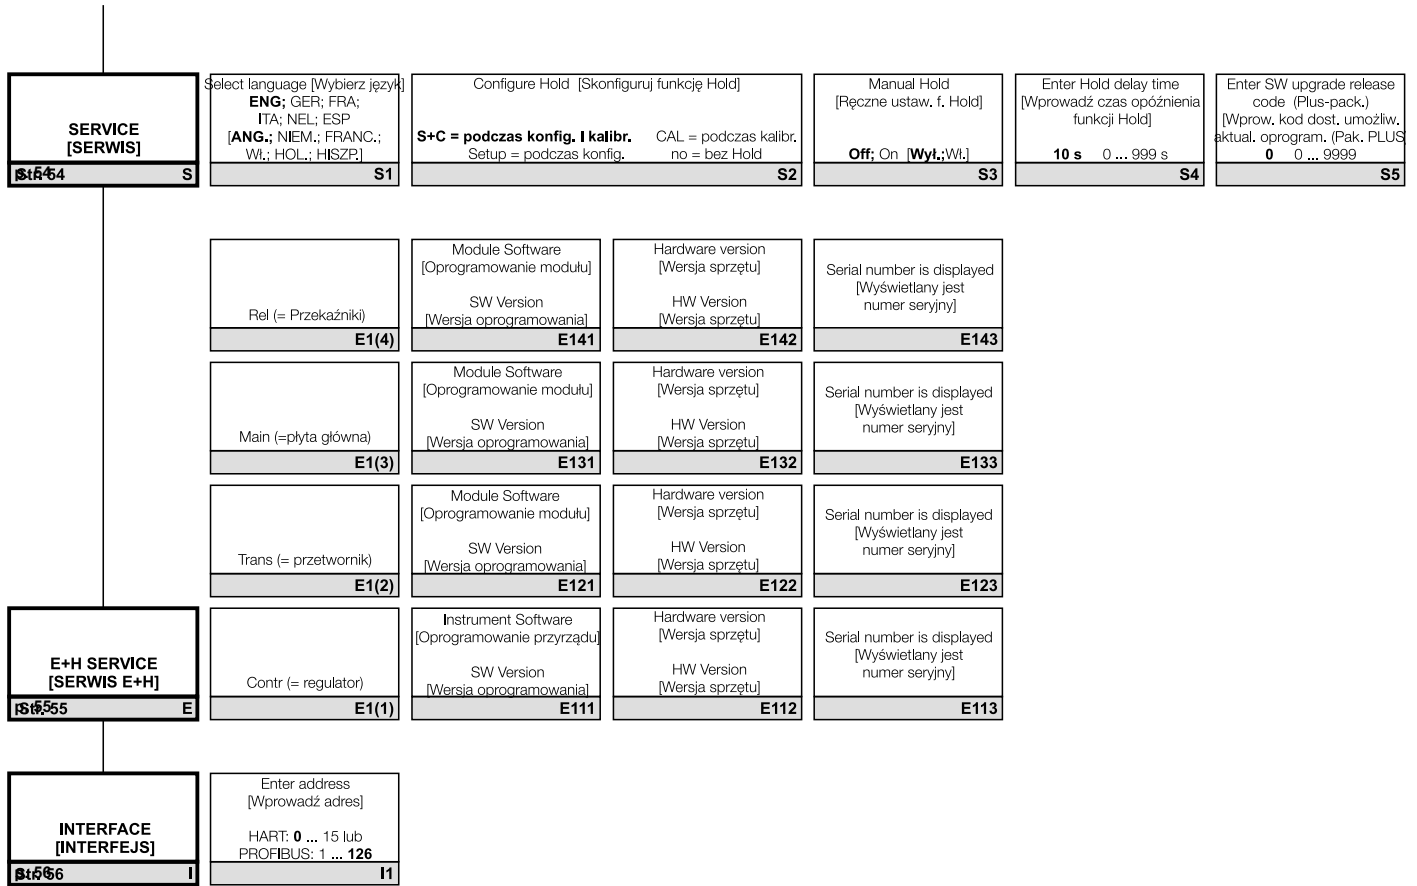 SERVICE
[SERWIS]
Str. 54 S
Select language [Wybierz język]
ENG; GER; FRA;
ITA; NEL; ESP
[ANG.; NIEM.; FRANC.;
Wł.; HOL.; HISZP.]
S1
Configure Hold [Skonfiguruj funkcję Hold]
S+C = podczas konfig. I kalibr. CAL = podczas kalibr.
Setup = podczas konfig. no = bez Hold
S2
Manual Hold
[Ręczne ustaw. f. Hold]
Off; On [Wył.;Wł.]
S3
Enter Hold delay time
[Wprowadź czas opóźnienia
funkcji Hold]
10 s 0 ... 999 s
S4
Enter SW upgrade release
code (Plus-pack.)
[Wprow. kod dost. umożliw.
aktual. oprogram. (Pak. PLUS)
0 0 ... 9999
S5
Rel (= Przekaźniki)
E1(4)
Module Software
[Oprogramowanie modułu]
SW Version
[Wersja oprogramowania]
E141
Hardware version
[Wersja sprzętu]
HW Version
[Wersja sprzętu]
E142
Serial number is displayed
[Wyświetlany jest
numer seryjny]
E143
Main (=płyta główna)
E1(3)
Module Software
[Oprogramowanie modułu]
SW Version
[Wersja oprogramowania]
E131
Hardware version
[Wersja sprzętu]
HW Version
[Wersja sprzętu]
E132
Serial number is displayed
[Wyświetlany jest
numer seryjny]
E133
Trans (= przetwornik)
E1(2)
Module Software
[Oprogramowanie modułu]
SW Version
[Wersja oprogramowania]
E121
Hardware version
[Wersja sprzętu]
HW Version
[Wersja sprzętu]
E122
Serial number is displayed
[Wyświetlany jest
numer seryjny]
E123
E+H SERVICE
[SERWIS E+H]
Str. 55 E
Contr (= regulator)
E1(1)
Instrument Software
[Oprogramowanie przyrządu]
SW Version
[Wersja oprogramowania]
E111
Hardware version
[Wersja sprzętu]
HW Version
[Wersja sprzętu]
E112
Serial number is displayed
[Wyświetlany jest
numer seryjny]
E113
INTERFACE
[INTERFEJS]
Str. 56 I
Enter address
[Wprowadź adres]
HART: 0 ... 15 lub
PROFIBUS: 1 ... 126
I1